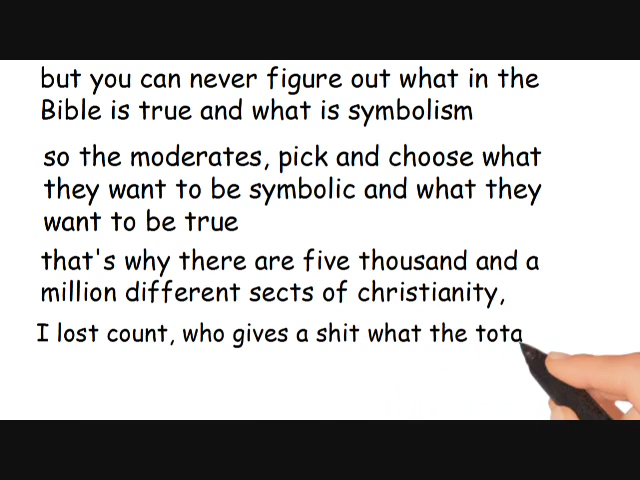 but you can never figure out what in the
Bible is true and what is symbolism
so the moderates, pick and choose what
they want to be symbolic and what they
want to be true
that's why there are five thousand and a
million different sects of christianity,
I lost count, who gives a shit what the tota